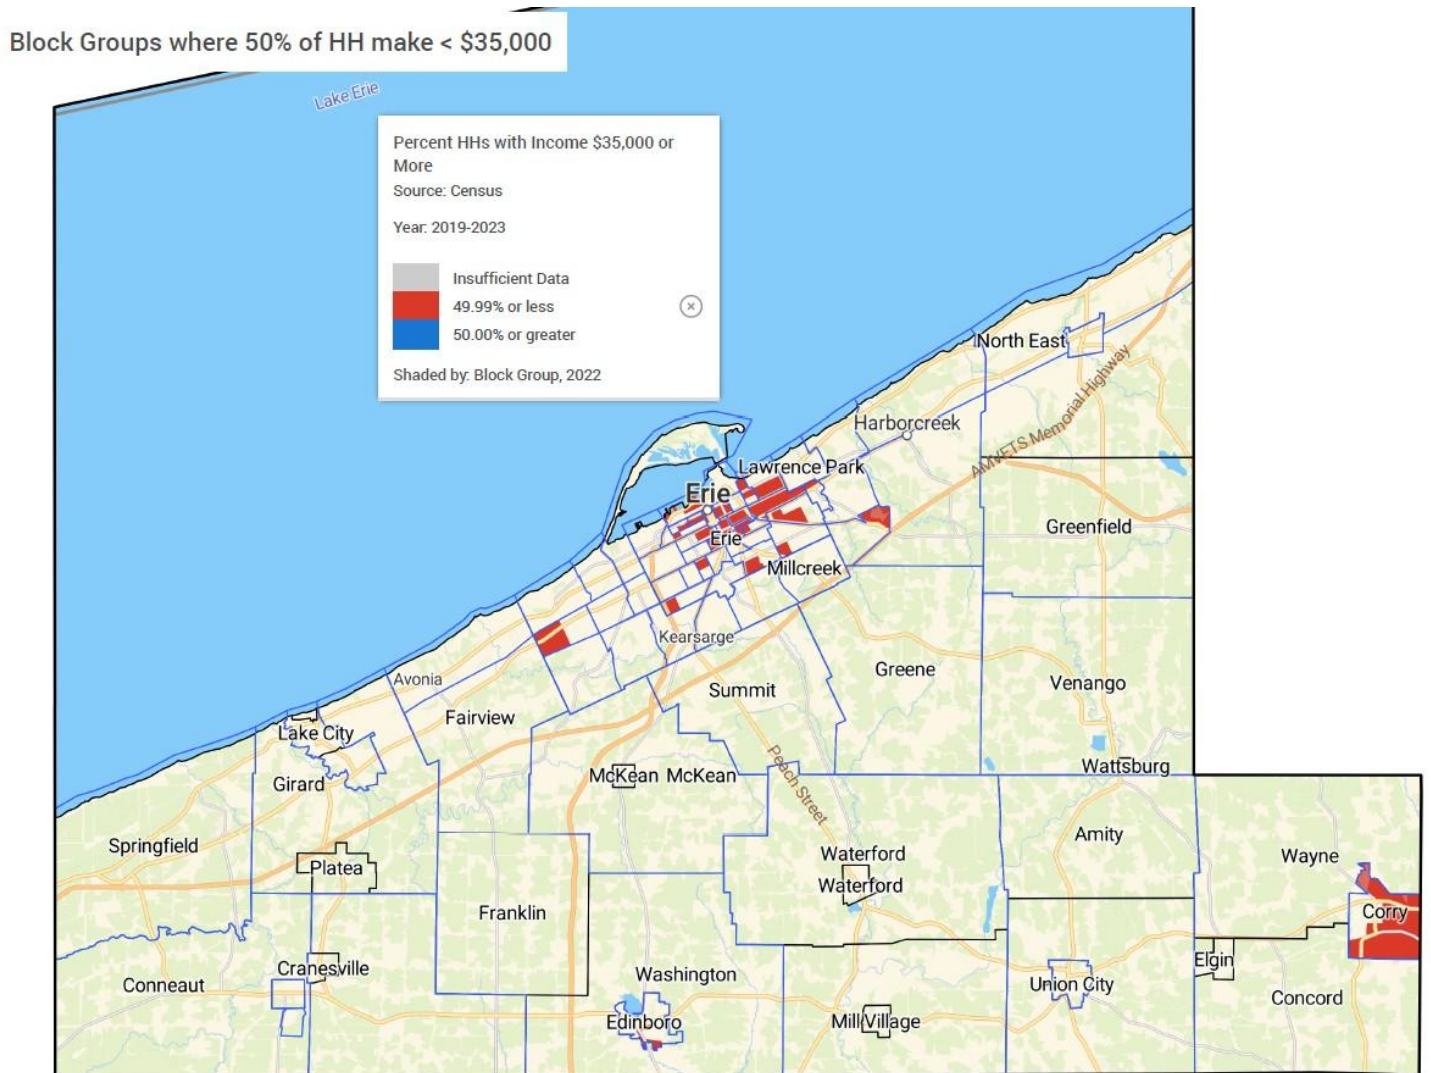 Block Groups where 50% of HH make < $35,000
Lake Erie
Percent HHs with Income $35,000 or
More
Source: Census
Year: 2019-2023
Insufficient Data
49.99% or less
50.00% or greater
Shaded by: Block Group, 2022
North East
AMVETS Memorial Highway
Harborcreek
Lawrence Park
Erie
Greenfield
Erie
Millcreek
Kearsarge
Greene
Avonia
Summit
Venango
Fairview
Lake City
Peach Street
Wattsburg
McKean McKean
Girard
Amity
Springfield
Waterford
Wayne
Platea
Waterford
Franklin
Corry
Elgin
Cranesville
Washington
Conneaut
Union City
Concord
Edinboro
Mill Village